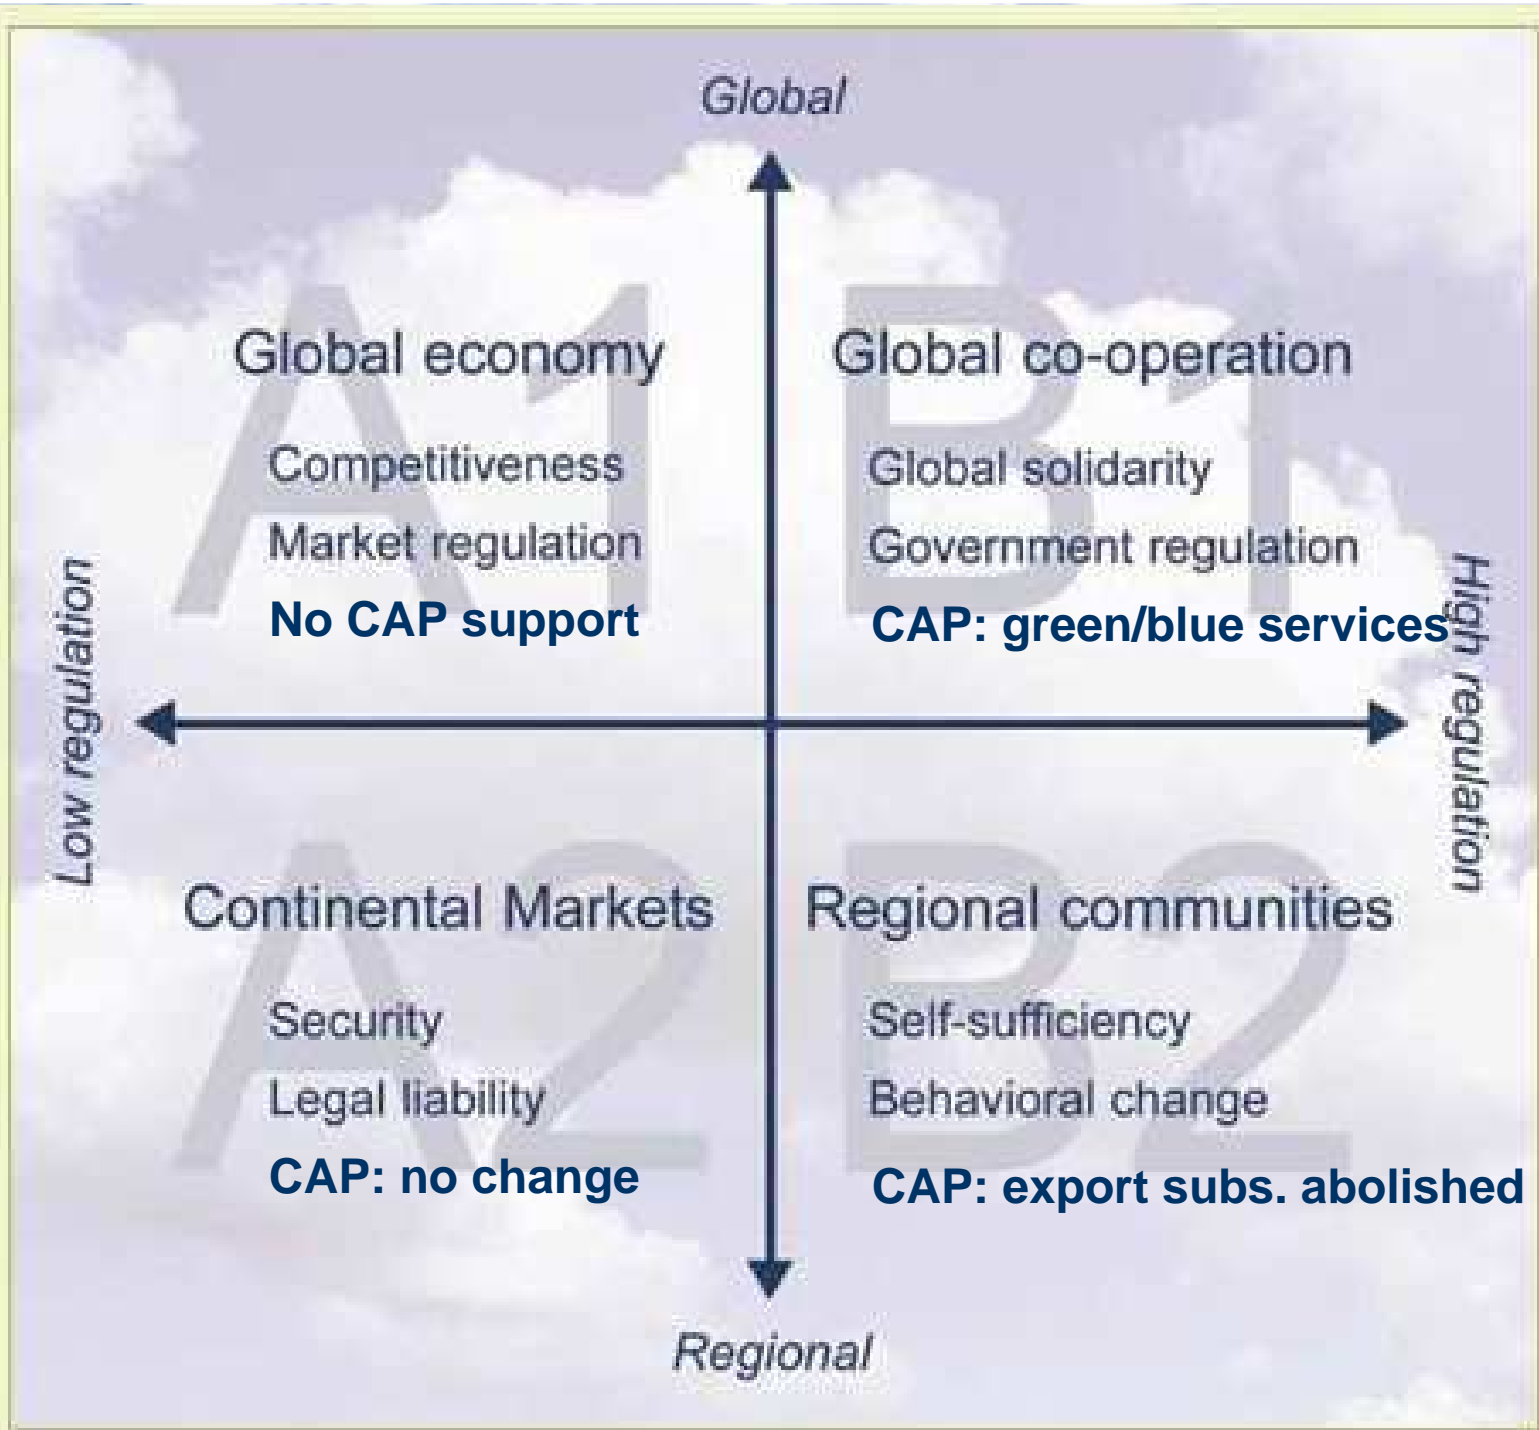 Global
A1
Global economy
Competitiveness
Market regulation
No CAP support
B1
Global co-operation
Global solidarity
Government regulation
CAP: green/blue services
Low regulation
High regulation
A2
Continental Markets
Security
Legal liability
CAP: no change
B2
Regional communities
Self-sufficiency
Behavioral change
CAP: export subs. abolished
Regional